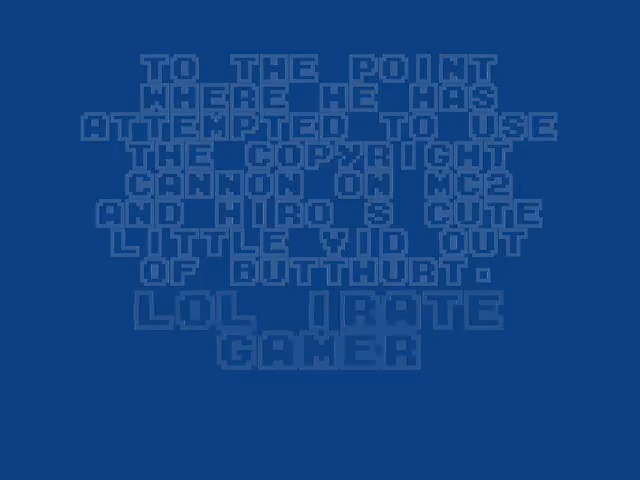 TO THE POINT
WHERE HE HAS
ATTEMPTED TO USE
THE COPYRIGHT
CANNON ON MC2
AND HIRO S CUTE
LITTLE VID OUT
OF BUTTHURT.
LOL IRATE
GAMER